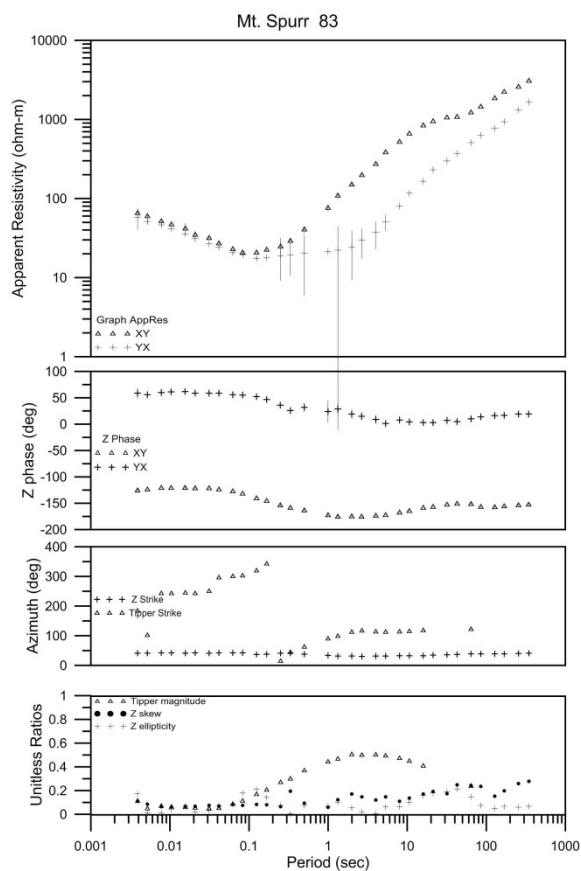 Mt. Spurr 83
10000
1000
100
10
1
Apparent Resistivity (ohm-m)
Graph AppRes
XY
YX
100
50
0
-50
-100
-150
-200
Z phase (deg)
Z Phase
XY
YX
400
300
200
100
0
Azimuth (deg)
Z Strike
Tipper Strike
1
0.8
0.6
0.4
0.2
0
Unitless Ratios
Tipper magnitude
Z skew
Z ellipticity
0.001 0.01 0.1 1 10 100 1000
Period (sec)